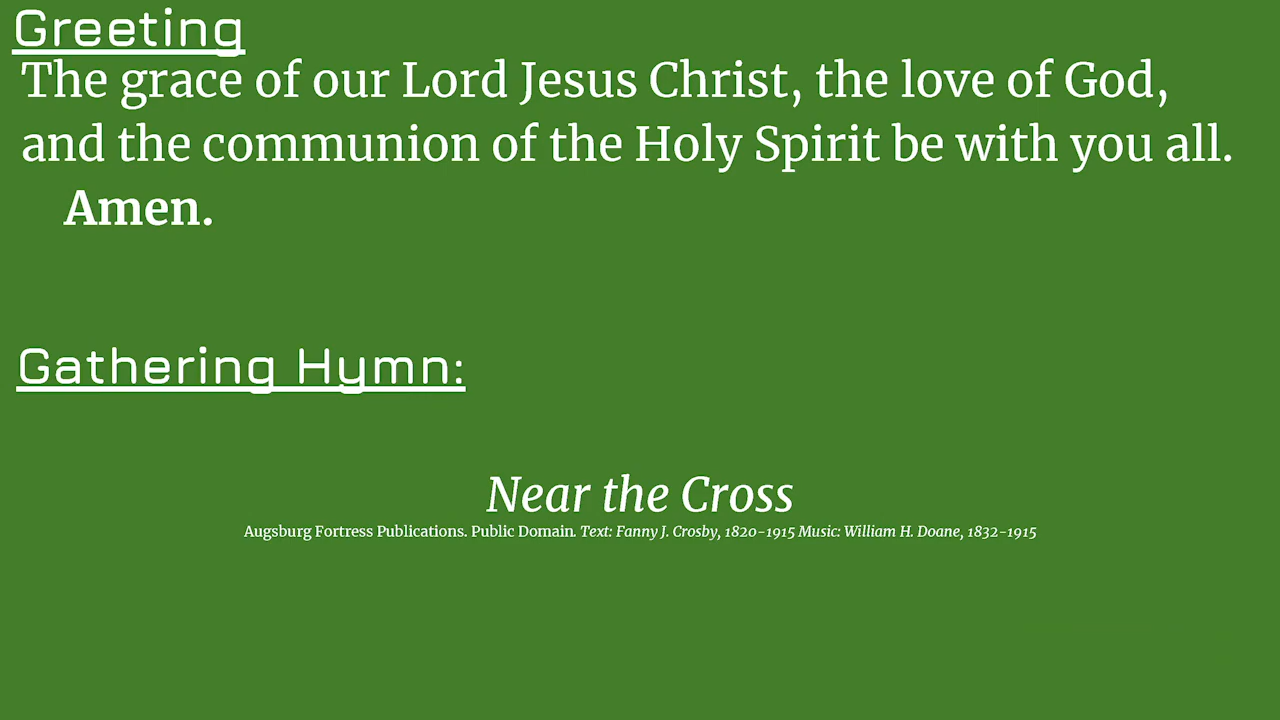 Greeting
The grace of our Lord Jesus Christ, the love of God,
and the communion of the Holy Spirit be with you all.
Amen.
Gathering Hymn:
Near the Cross
Augsburg Fortress Publications. Public Domain. Text: Fanny J. Crosby, 1820-1915 Music: William H. Doane, 1832-1915